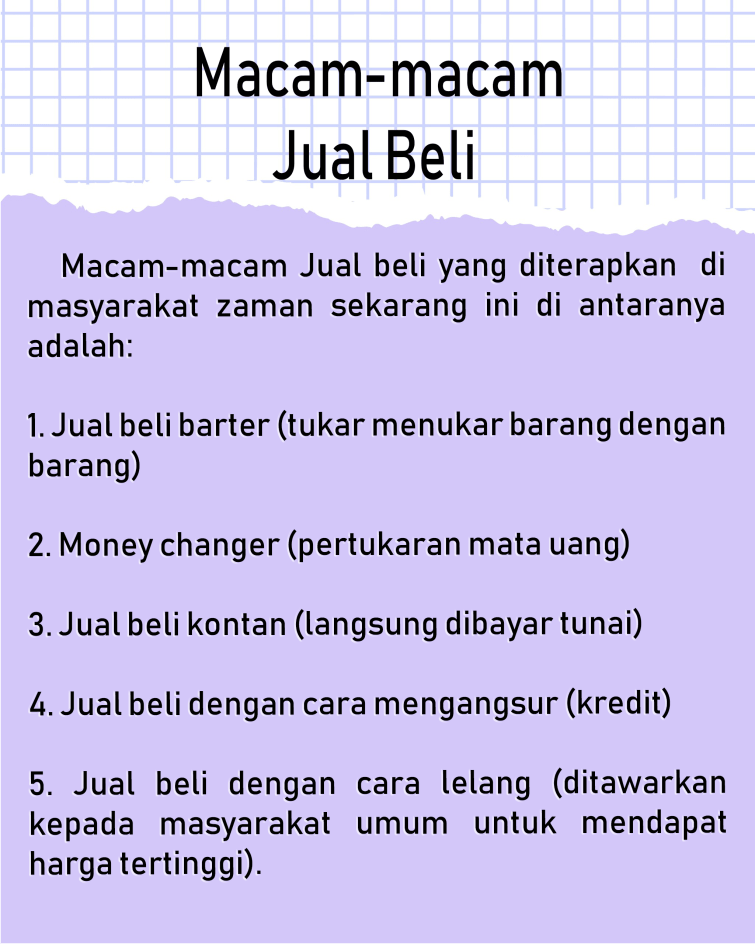 Macam-macam
Jual Beli
Macam-macam Jual beli yang diterapkan di
masyarakat zaman sekarang ini di antaranya
adalah:
1. Jual beli barter (tukar menukar barang dengan
barang)
2. Money changer (pertukaran mata uang)
3. Jual beli kontan (langsung dibayar tunai)
4. Jual beli dengan cara mengangsur (kredit)
5. Jual beli dengan cara lelang (ditawarkan
kepada masyarakat umum untuk mendapat
harga tertinggi).